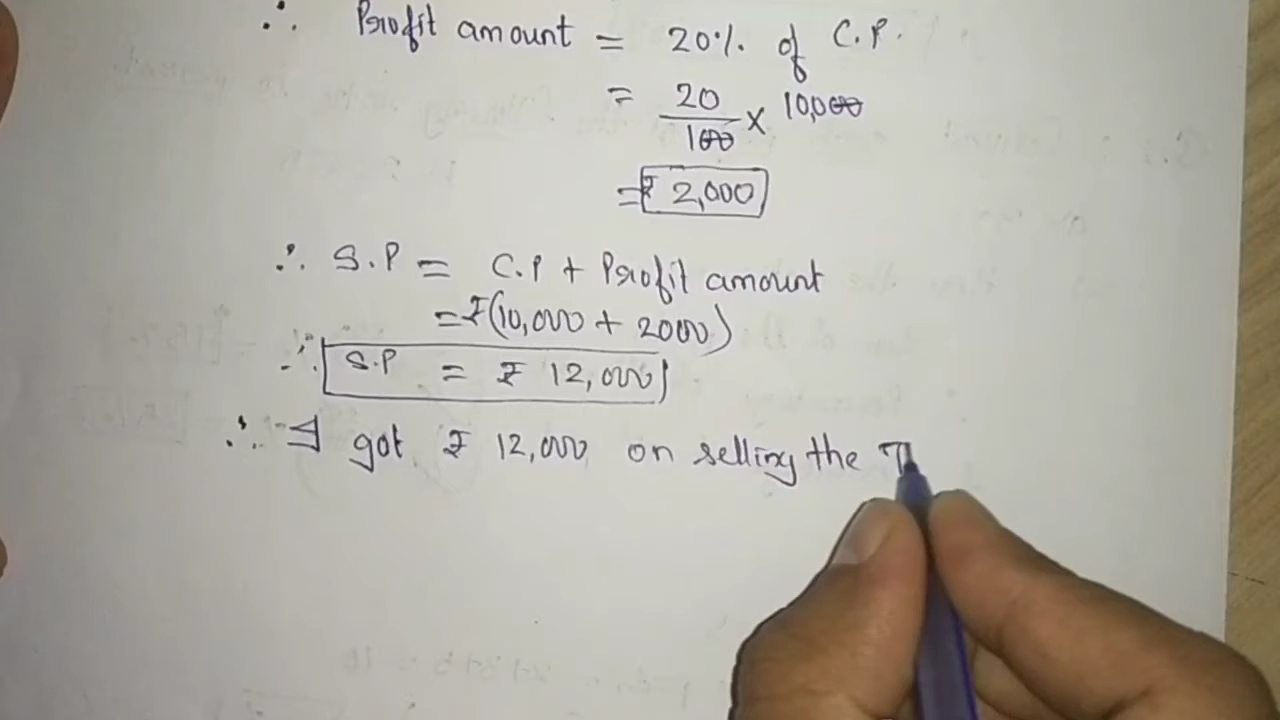 ∴ Profit amount = 20% of C.P.
= 20/100 × 10,000
= ₹ 2,000
∴ S.P = C.P + Profit amount
= ₹(10,000 + 2000)
∴ S.P = ₹ 12,000
∴ I got ₹ 12,000 on selling the T